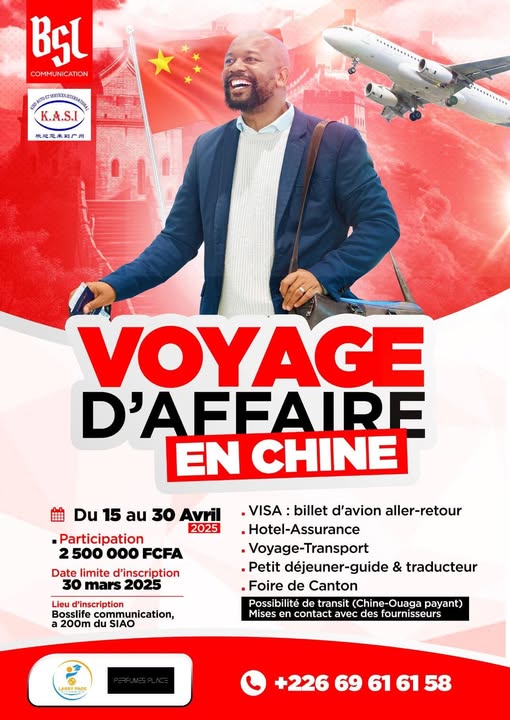 BSL
COMMUNICATION
K.A.S.I
VOYAGE
D'AFFAIRE
EN CHINE
Du 15 au 30 Avril
2025
Participation
2 500 000 FCFA
Date limite d'inscription
30 mars 2025
Lieu d'inscription
Bosslife communication,
a 200m du SIAO
VISA : billet d'avion aller-retour
Hotel-Assurance
Voyage-Transport
Petit déjeuner-guide & traducteur
Foire de Canton
Possibilité de transit (Chine-Ouaga payant)
Mises en contact avec des fournisseurs
PERFUMES PLACE
+226 69 61 61 58